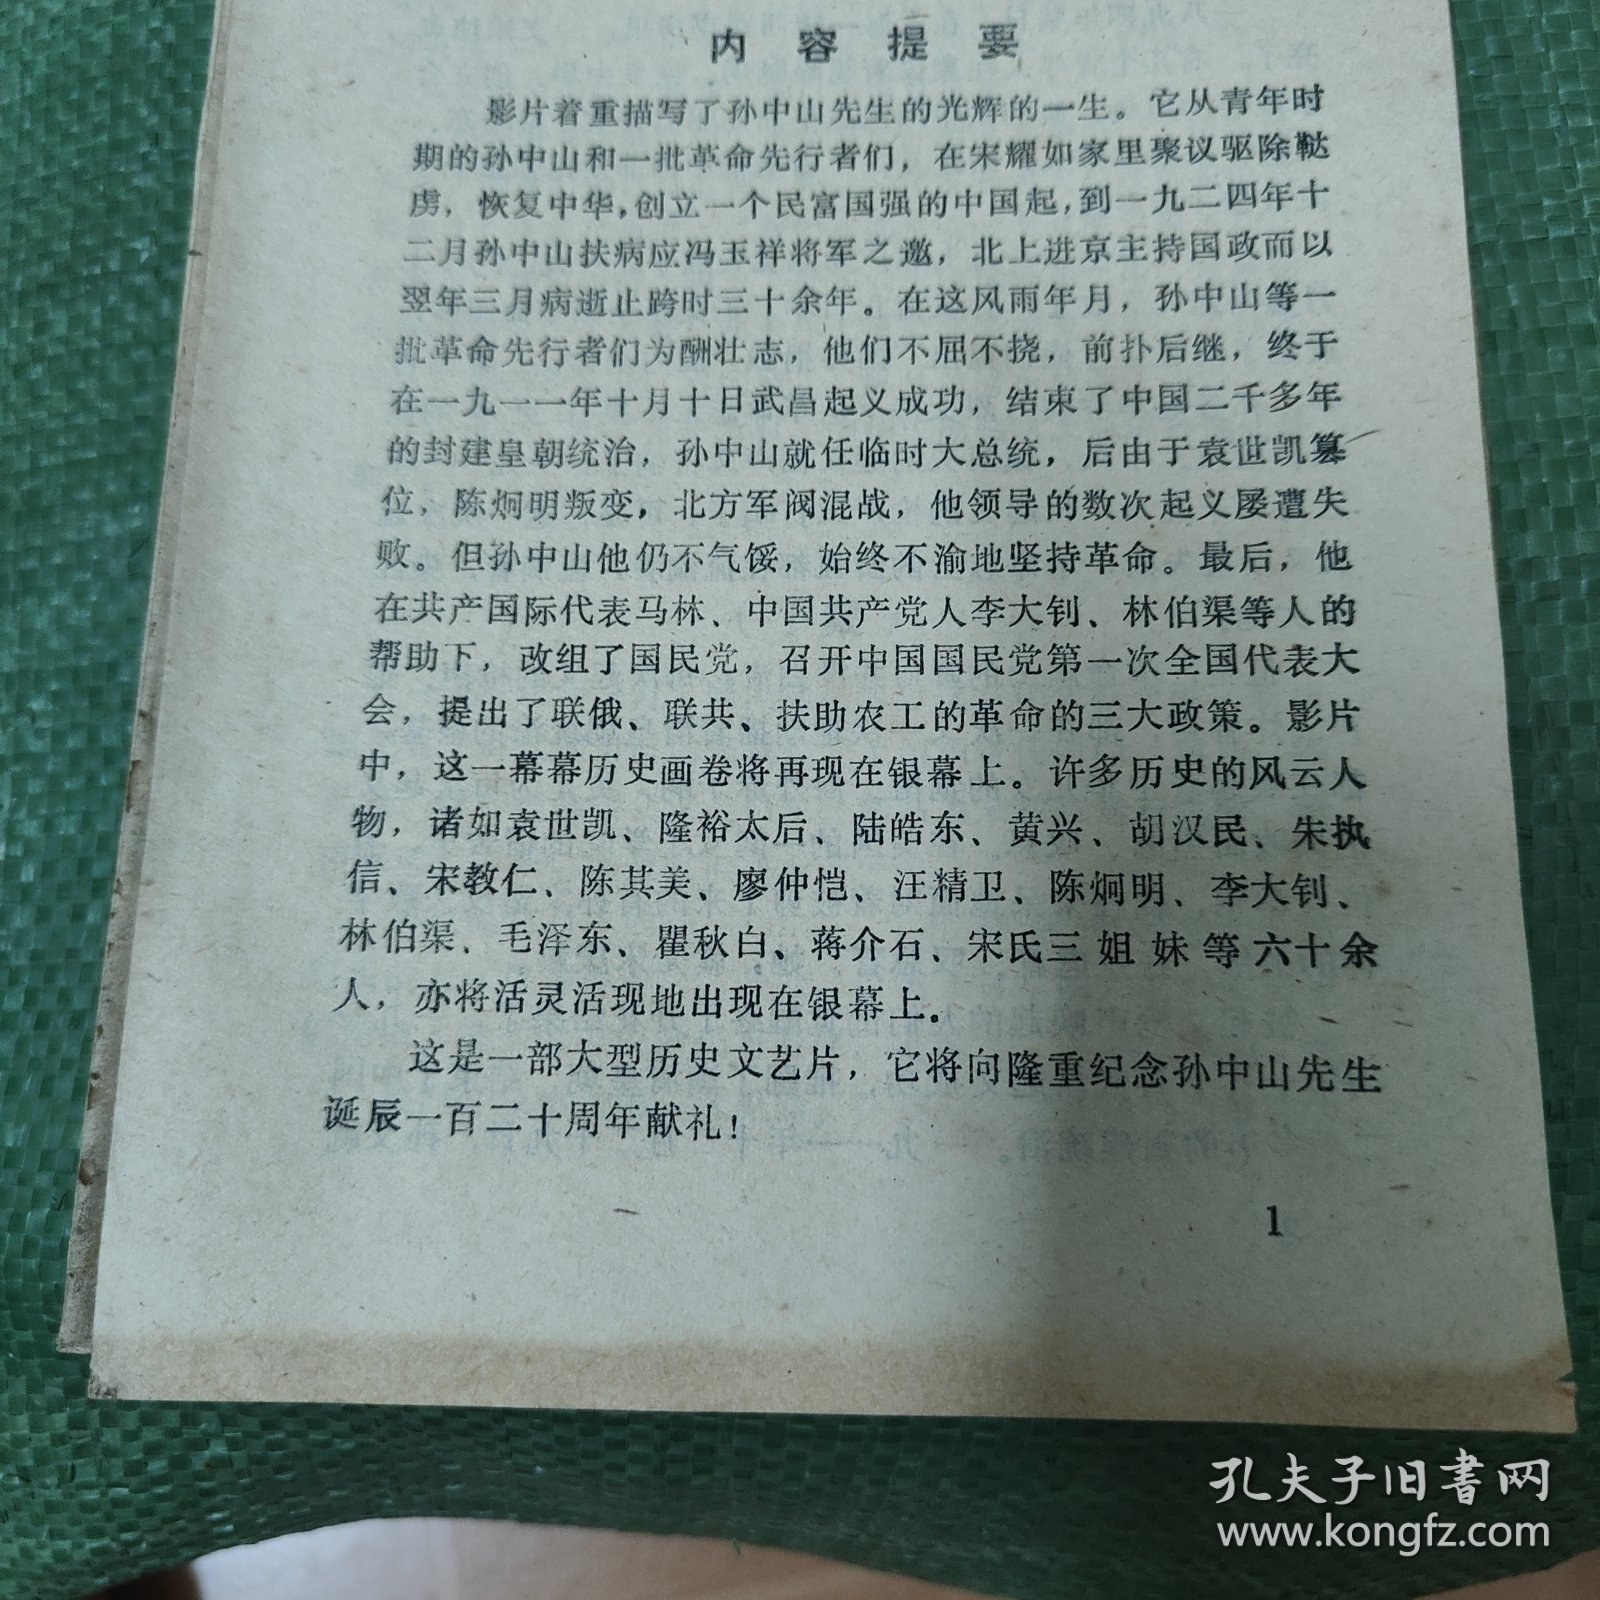 内容提要
影片着重描写了孙中山先生的光辉的一生。它从青年时
期的孙中山和一批革命先行者们，在宋耀如家里聚议驱除鞑
虏，恢复中华，创立一个民富国强的中国起，到一九二四年十
二月孙中山扶病应冯玉祥将军之邀，北上进京主持国政而以
翌年三月病逝止跨时三十余年。在这风雨年月，孙中山等一
批革命先行者们为酬壮志，他们不屈不挠，前扑后继，终于
在一九一一年十月十日武昌起义成功，结束了中国二千多年
的封建皇朝统治，孙中山就任临时大总统，后由于袁世凯篡
位，陈炯明叛变，北方军阀混战，他领导的数次起义屡遭失
败。但孙中山他仍不气馁，始终不渝地坚持革命。最后，他
在共产国际代表马林、中国共产党人李大钊、林伯渠等人的
帮助下，改组了国民党，召开中国国民党第一次全国代表大
会，提出了联俄、联共、扶助农工的革命的三大政策。影片
中，这一幕幕历史画卷将再现在银幕上。许多历史的风云人
物，诸如袁世凯、隆裕太后、陆皓东、黄兴、胡汉民、朱执
信、宋教仁、陈其美、廖仲恺、汪精卫、陈炯明、李大钊、
林伯渠、毛泽东、瞿秋白、蒋介石、宋氏三姐妹等六十余
人，亦将活灵活现地出现在银幕上。
这是一部大型历史文艺片，它将向隆重纪念孙中山先生
诞辰一百二十周年献礼！
1
孔夫子旧书网
www.kongfz.com